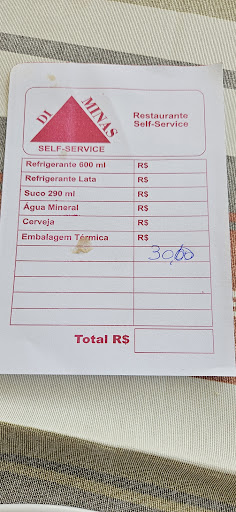 DI MINAS
SELF-SERVICE
Restaurante
Self-Service
Refrigerante 600 ml R$
Refrigerante Lata R$
Suco 290 ml R$
Água Mineral R$
Cerveja R$
Embalagem Térmica R$
30,00
Total R$